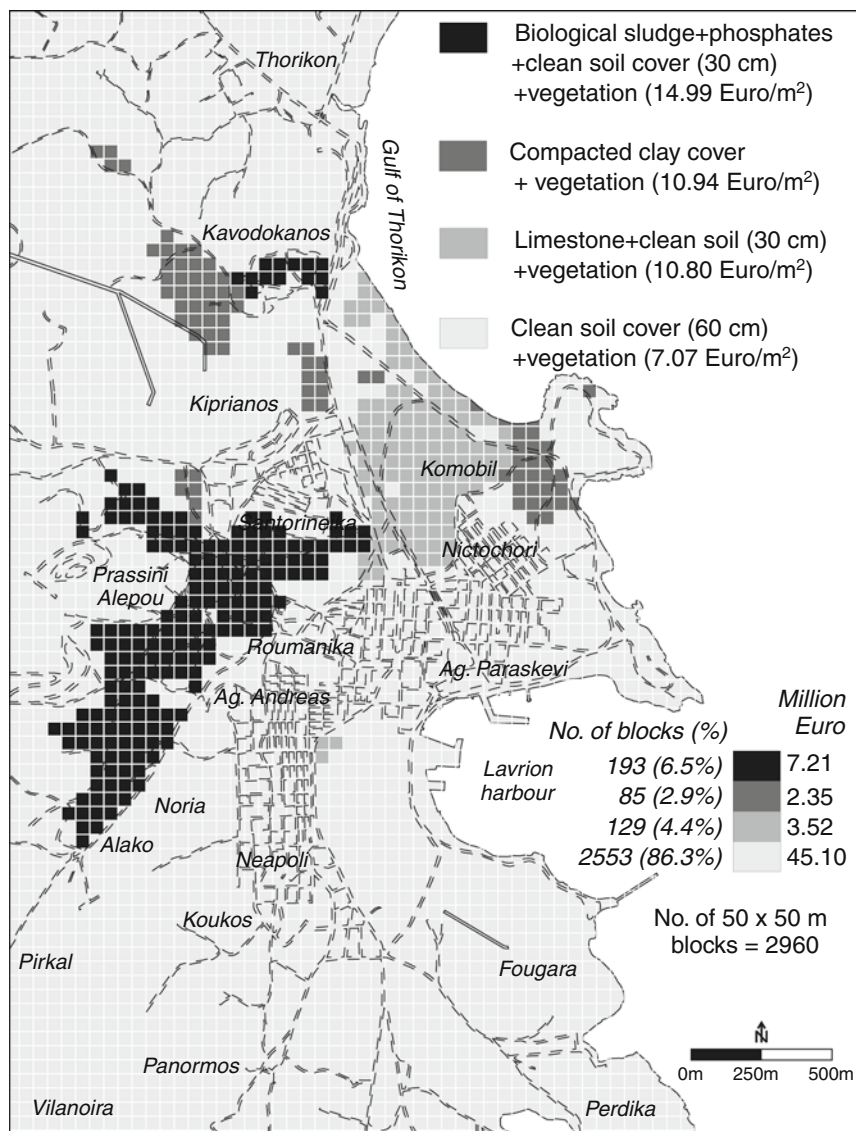 Biological sludge+phosphates
+clean soil cover (30 cm)
+vegetation (14.99 Euro/m²)
Compacted clay cover
+ vegetation (10.94 Euro/m²)
Limestone+clean soil (30 cm)
+vegetation (10.80 Euro/m²)
Clean soil cover (60 cm)
+vegetation (7.07 Euro/m²)
Thorikon
Gulf of Thorikon
Kavodokanos
Kiprianos
Komobil
Santorineika
Nictochori
Prassini
Alepou
Roumanika
Ag. Paraskevi
Ag. Andreas
Lavrion
harbour
Noria
Alako
Neapoli
Koukos
Pirkal
Fougara
Panormos
Vilanoira
Perdika
Million
Euro
No. of blocks (%)
193 (6.5%) 7.21
85 (2.9%) 2.35
129 (4.4%) 3.52
2553 (86.3%) 45.10
No. of 50 x 50 m
blocks = 2960
N
0m 250m 500m